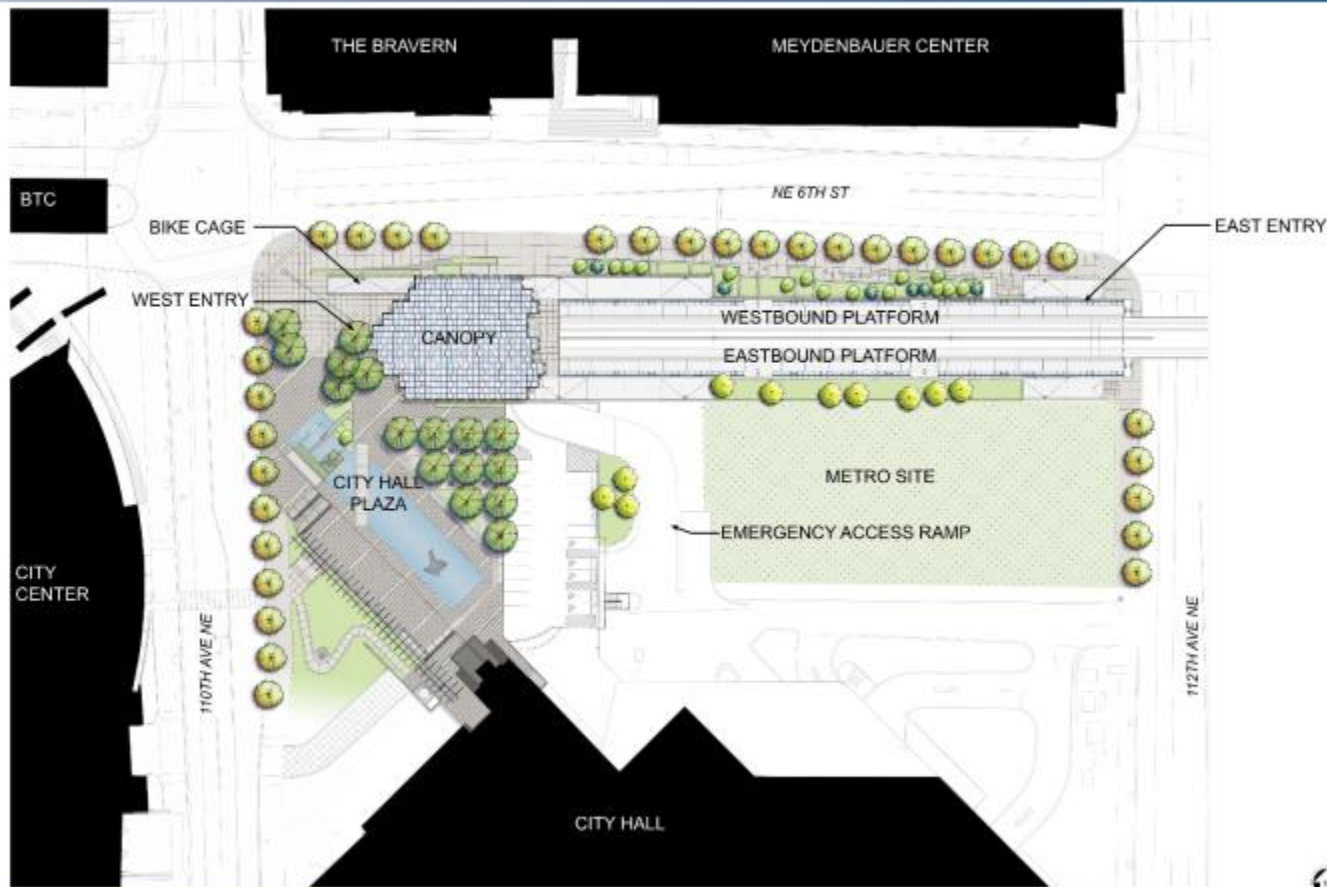 THE BRAVERN
MEYDENBAUER CENTER
BTC
NE 6TH ST
BIKE CAGE
EAST ENTRY
WEST ENTRY
WESTBOUND PLATFORM
CANOPY
EASTBOUND PLATFORM
CITY HALL
PLAZA
METRO SITE
EMERGENCY ACCESS RAMP
CITY
CENTER
110TH AVE NE
112TH AVE NE
CITY HALL